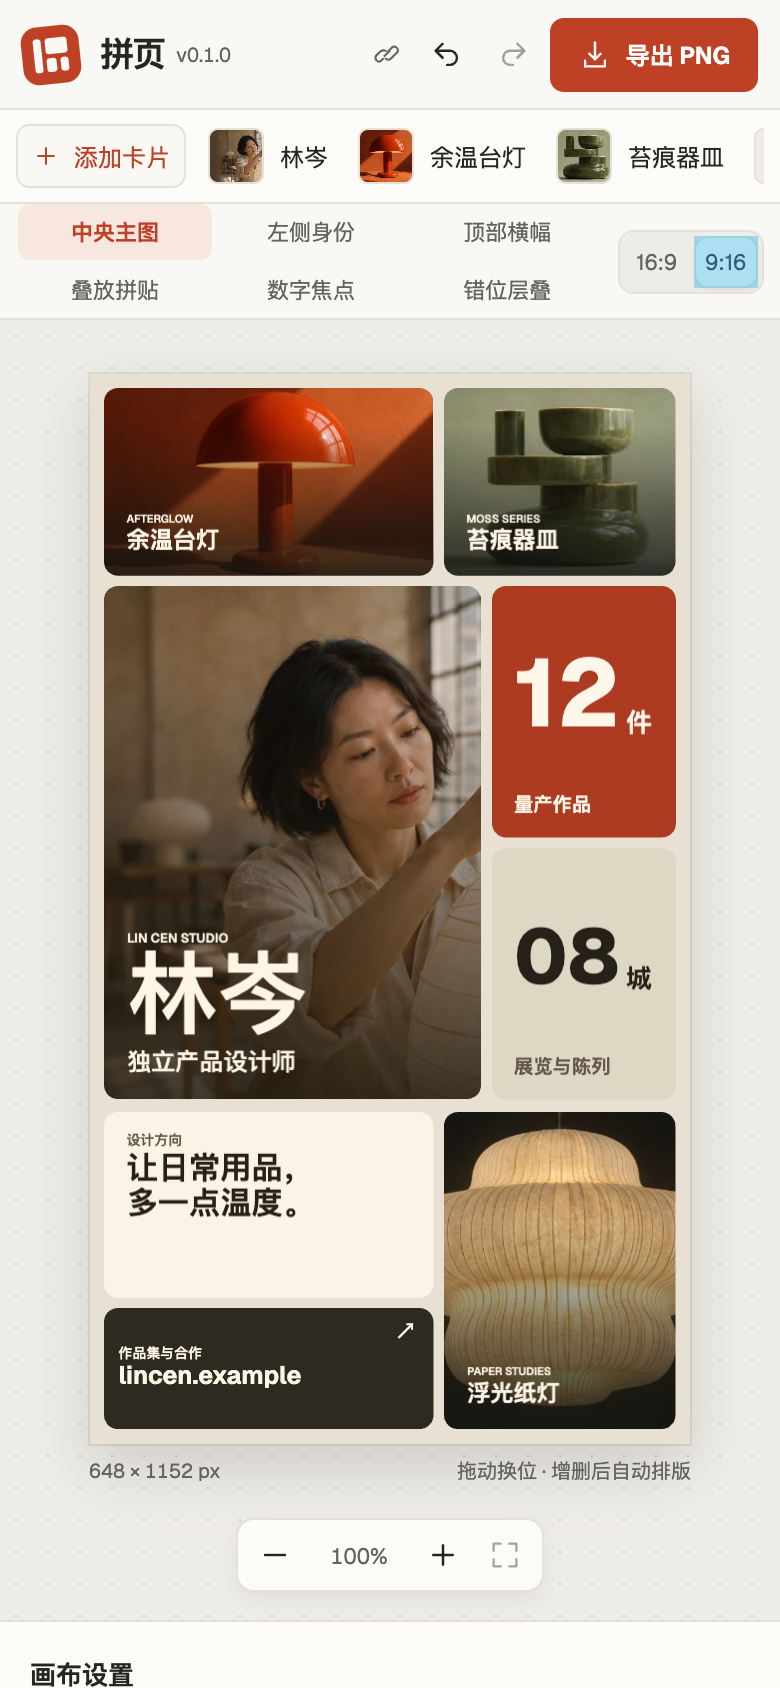 拼页 v0.1.0
导出 PNG
添加卡片
林岑
余温台灯
苔痕器皿
中央主图
左侧身份
顶部横幅
叠放拼贴
数字焦点
错位层叠
16:9
9:16
AFTERGLOW
余温台灯
MOSS SERIES
苔痕器皿
LIN CEN STUDIO
林岑
独立产品设计师
12 件
量产作品
08 城
展览与陈列
设计方向
让日常用品，
多一点温度。
作品集与合作
lincen.example
PAPER STUDIES
浮光纸灯
648 × 1152 px
拖动换位 · 增删后自动排版
100%
画布设置